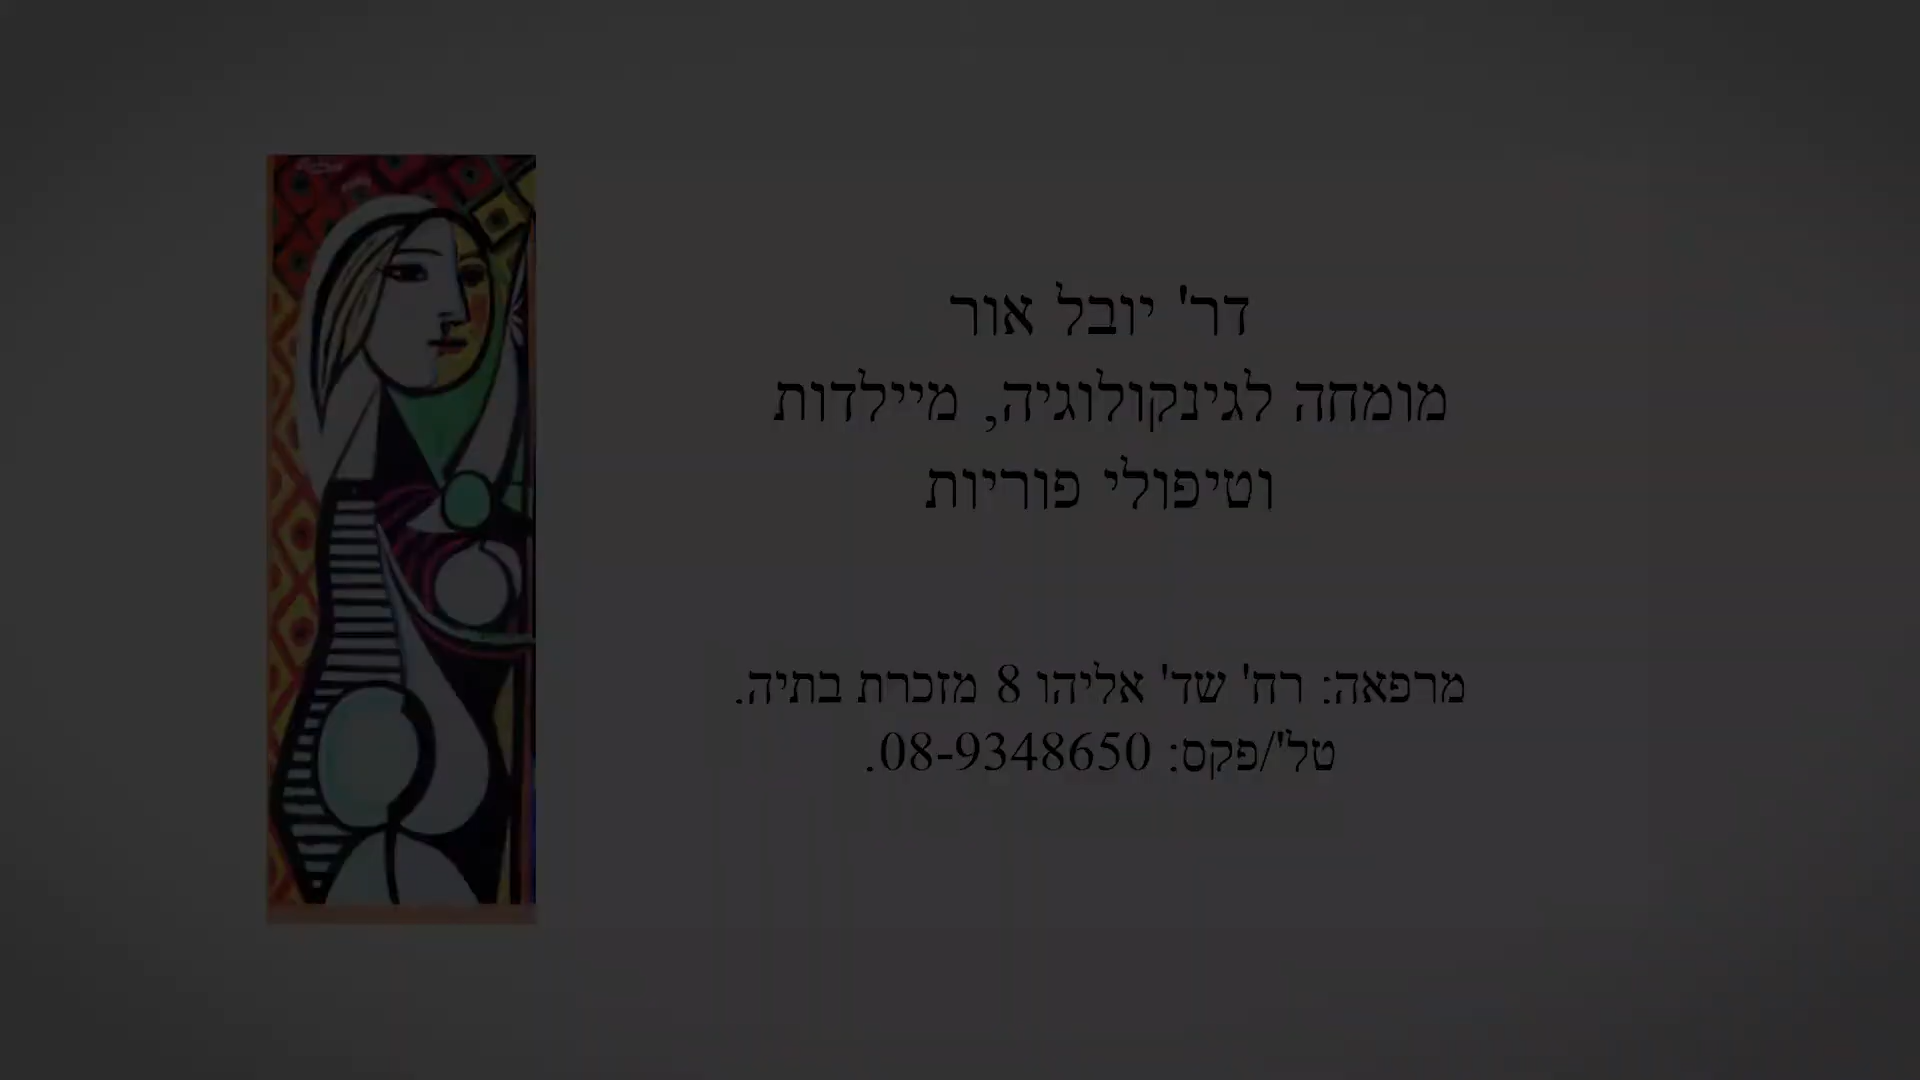 דר' יובל אור
מומחה לגינקולוגיה, מיילדות
וטיפולי פוריות
מרפאה: רח' שד' אליהו 8 מזכרת בתיה.
טל'/פקס: 08-9348650.